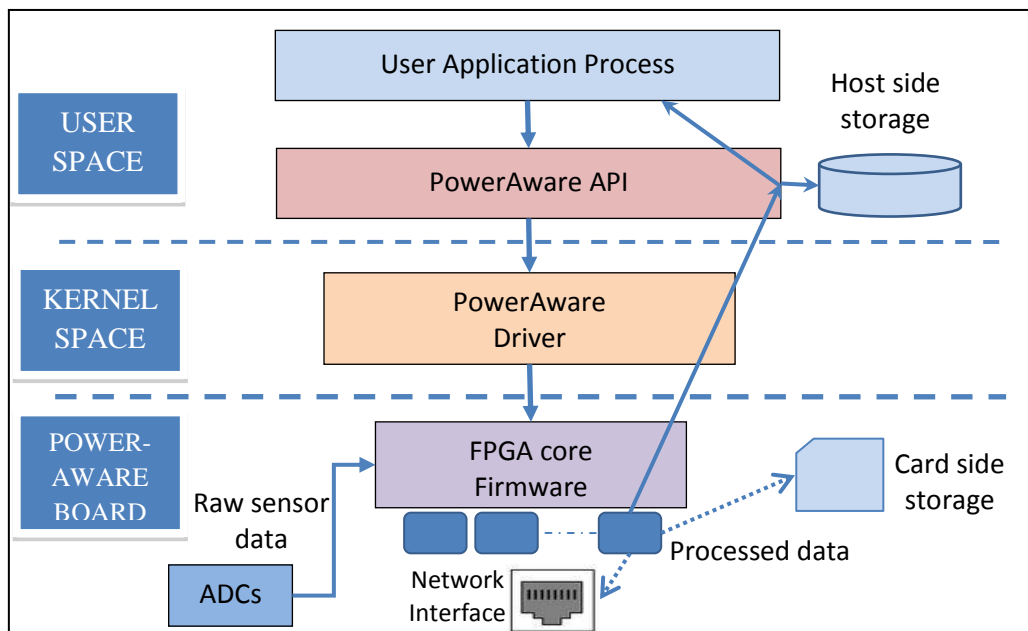 User Application Process
Host side
storage
USER
SPACE
PowerAware API
KERNEL
SPACE
PowerAware
Driver
POWER-
AWARE
BOARD
FPGA core
Firmware
Card side
storage
Raw sensor
data
Processed data
ADCs
Network
Interface